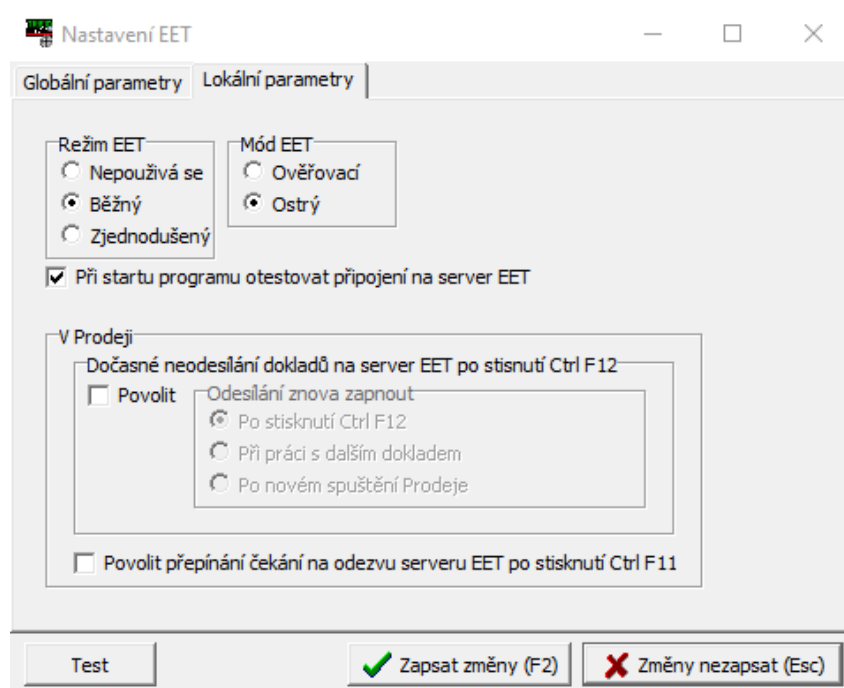 Nastavení EET
Globální parametry Lokální parametry
Režim EET Mód EET
Nepouživá se Ověřovací
Běžný Ostrý
Zjednodušený
Při startu programu otestovat připojení na server EET
V Prodeji
Dočasné neodesílání dokladů na server EET po stisnutí Ctrl F12
Povolit Odesílání znova zapnout
Po stisknutí Ctrl F12
Při práci s dalším dokladem
Po novém spuštění Prodeje
Povolit přepínání čekání na odezvu serveru EET po stisknutí Ctrl F11
Test Zapsat změny (F2) Změny nezapsat (Esc)